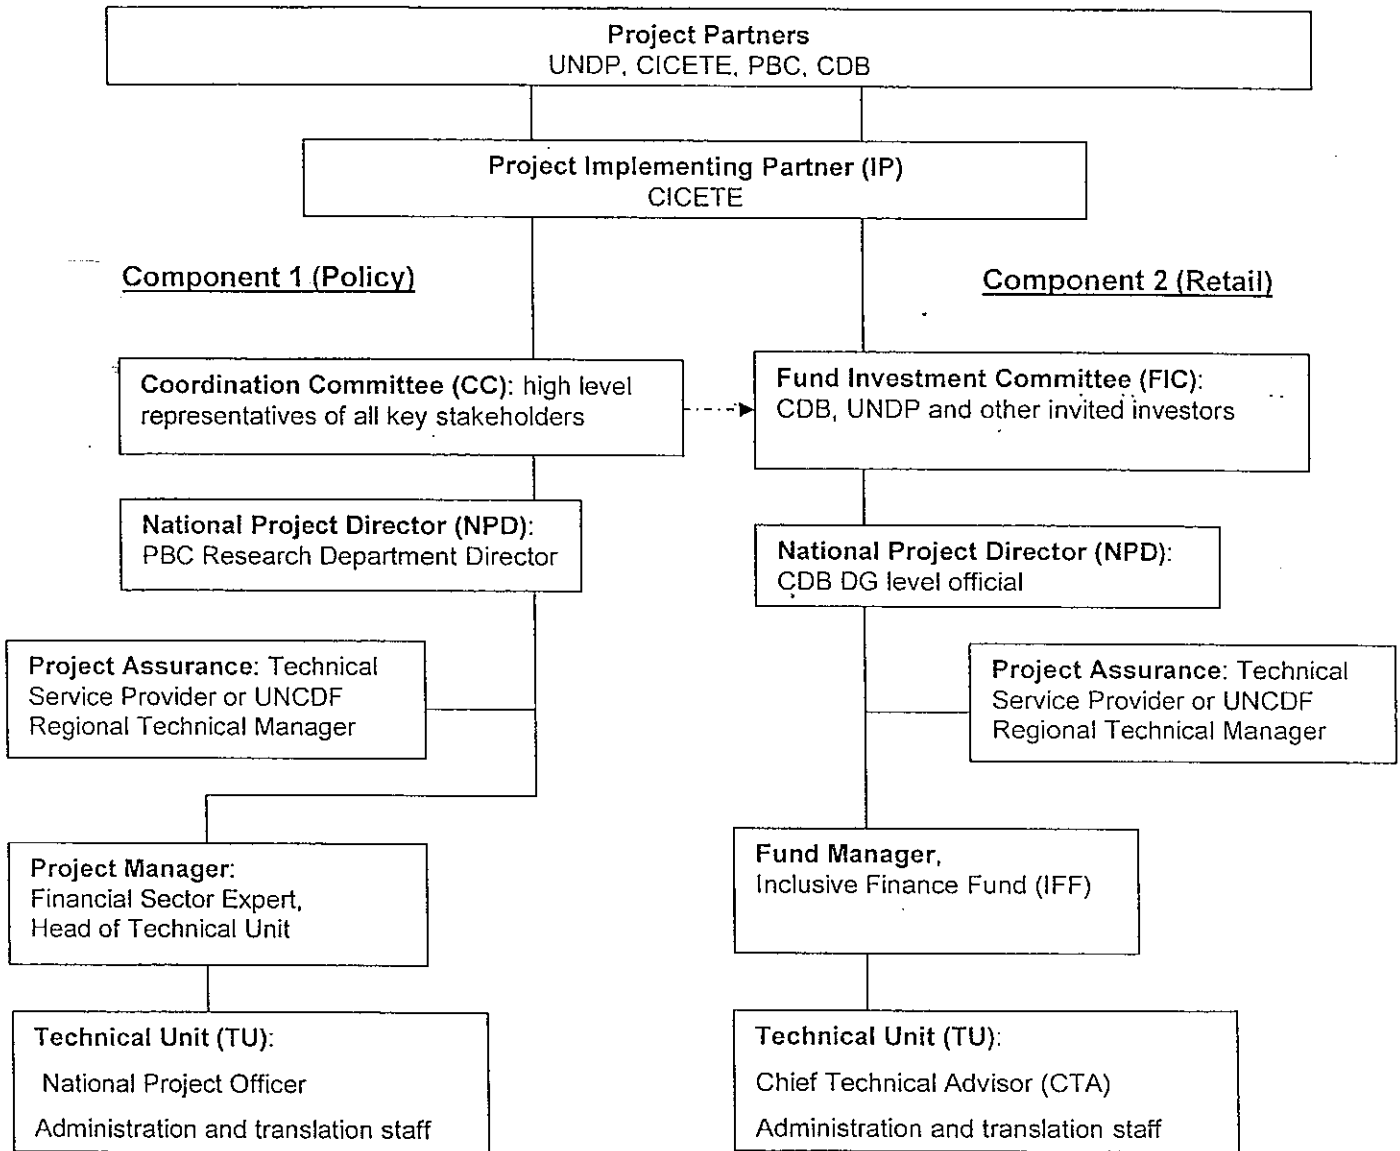 Project Partners
UNDP, CICETE, PBC, CDB
Project Implementing Partner (IP)
CICETE
Component 1 (Policy)
Component 2 (Retail)
Coordination Committee (CC): high level
representatives of all key stakeholders
Fund Investment Committee (FIC):
CDB, UNDP and other invited investors
National Project Director (NPD):
PBC Research Department Director
National Project Director (NPD):
CDB DG level official
Project Assurance: Technical
Service Provider or UNCDF
Regional Technical Manager
Project Assurance: Technical
Service Provider or UNCDF
Regional Technical Manager
Project Manager:
Financial Sector Expert,
Head of Technical Unit
Fund Manager,
Inclusive Finance Fund (IFF)
Technical Unit (TU):
National Project Officer
Administration and translation staff
Technical Unit (TU):
Chief Technical Advisor (CTA)
Administration and translation staff